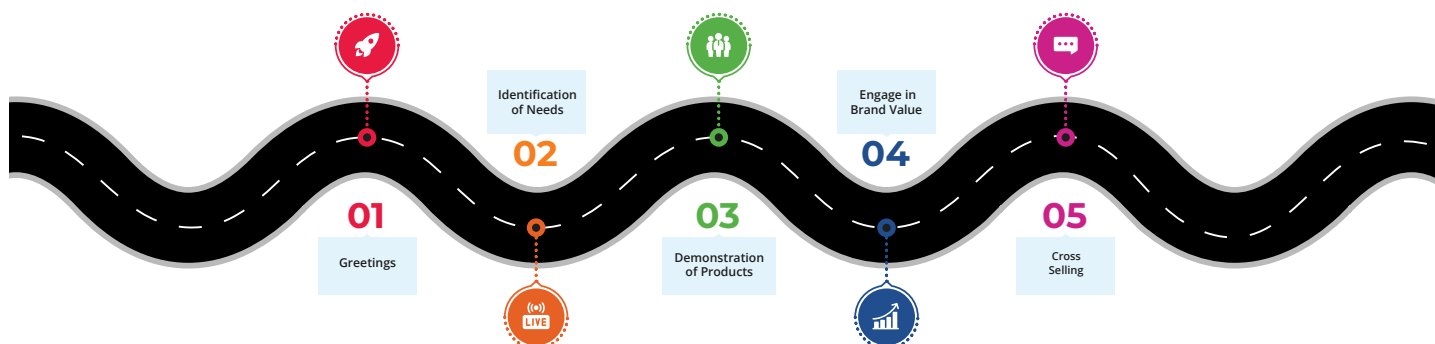 01
Greetings
Identification
of Needs
02
LIVE
03
Demonstration
of Products
Engage in
Brand Value
04
05
Cross
Selling